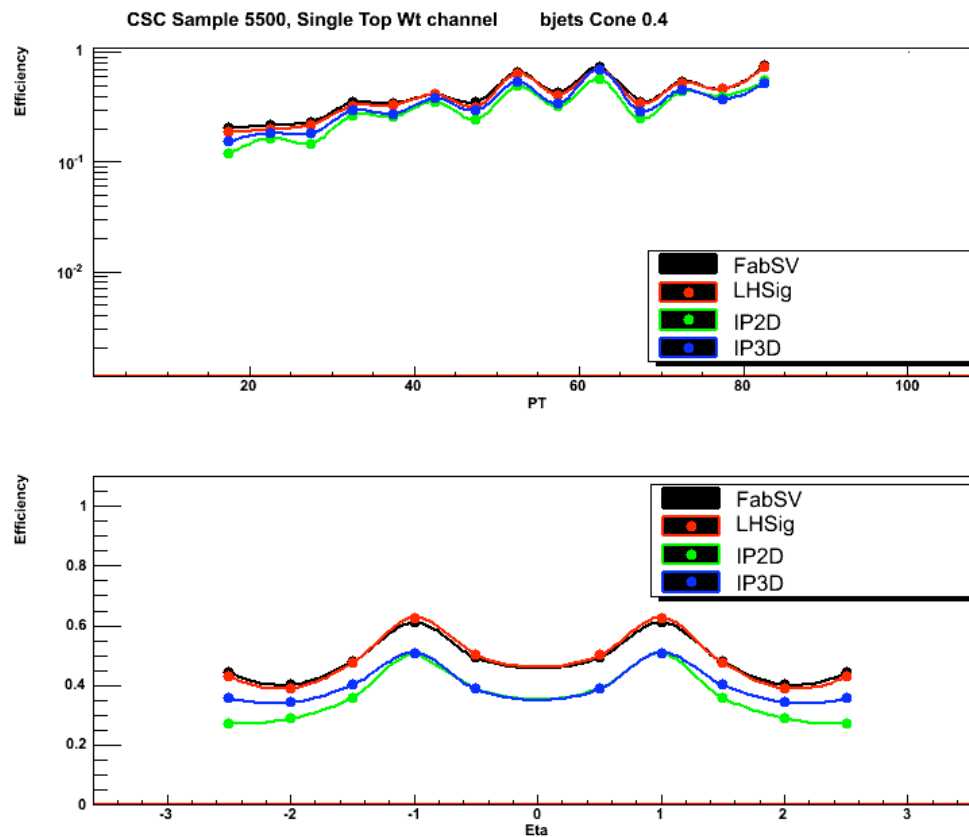 CSC Sample 5500, Single Top Wt channel bjets Cone 0.4
Efficiency
1
10-1
10-2
FabSV
LHSig
IP2D
IP3D
20 40 60 80 100
PT
Efficiency
1
0.8
0.6
0.4
0.2
0
FabSV
LHSig
IP2D
IP3D
-3 -2 -1 0 1 2 3
Eta